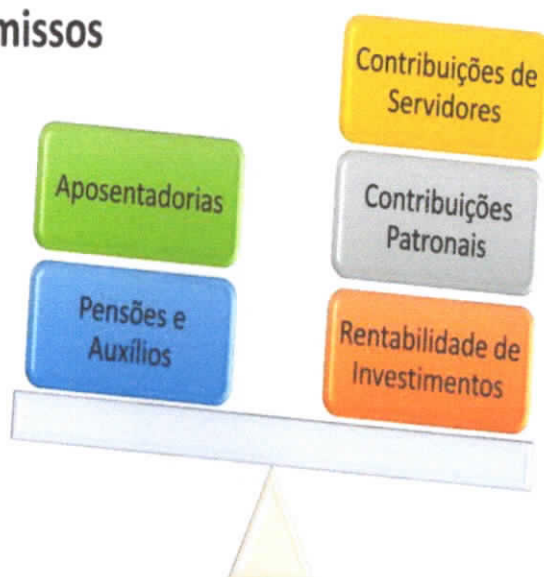 missos
Aposentadorias
Pensões e
Auxílios
Contribuições de
Servidores
Contribuições
Patronais
Rentabilidade de
Investimentos